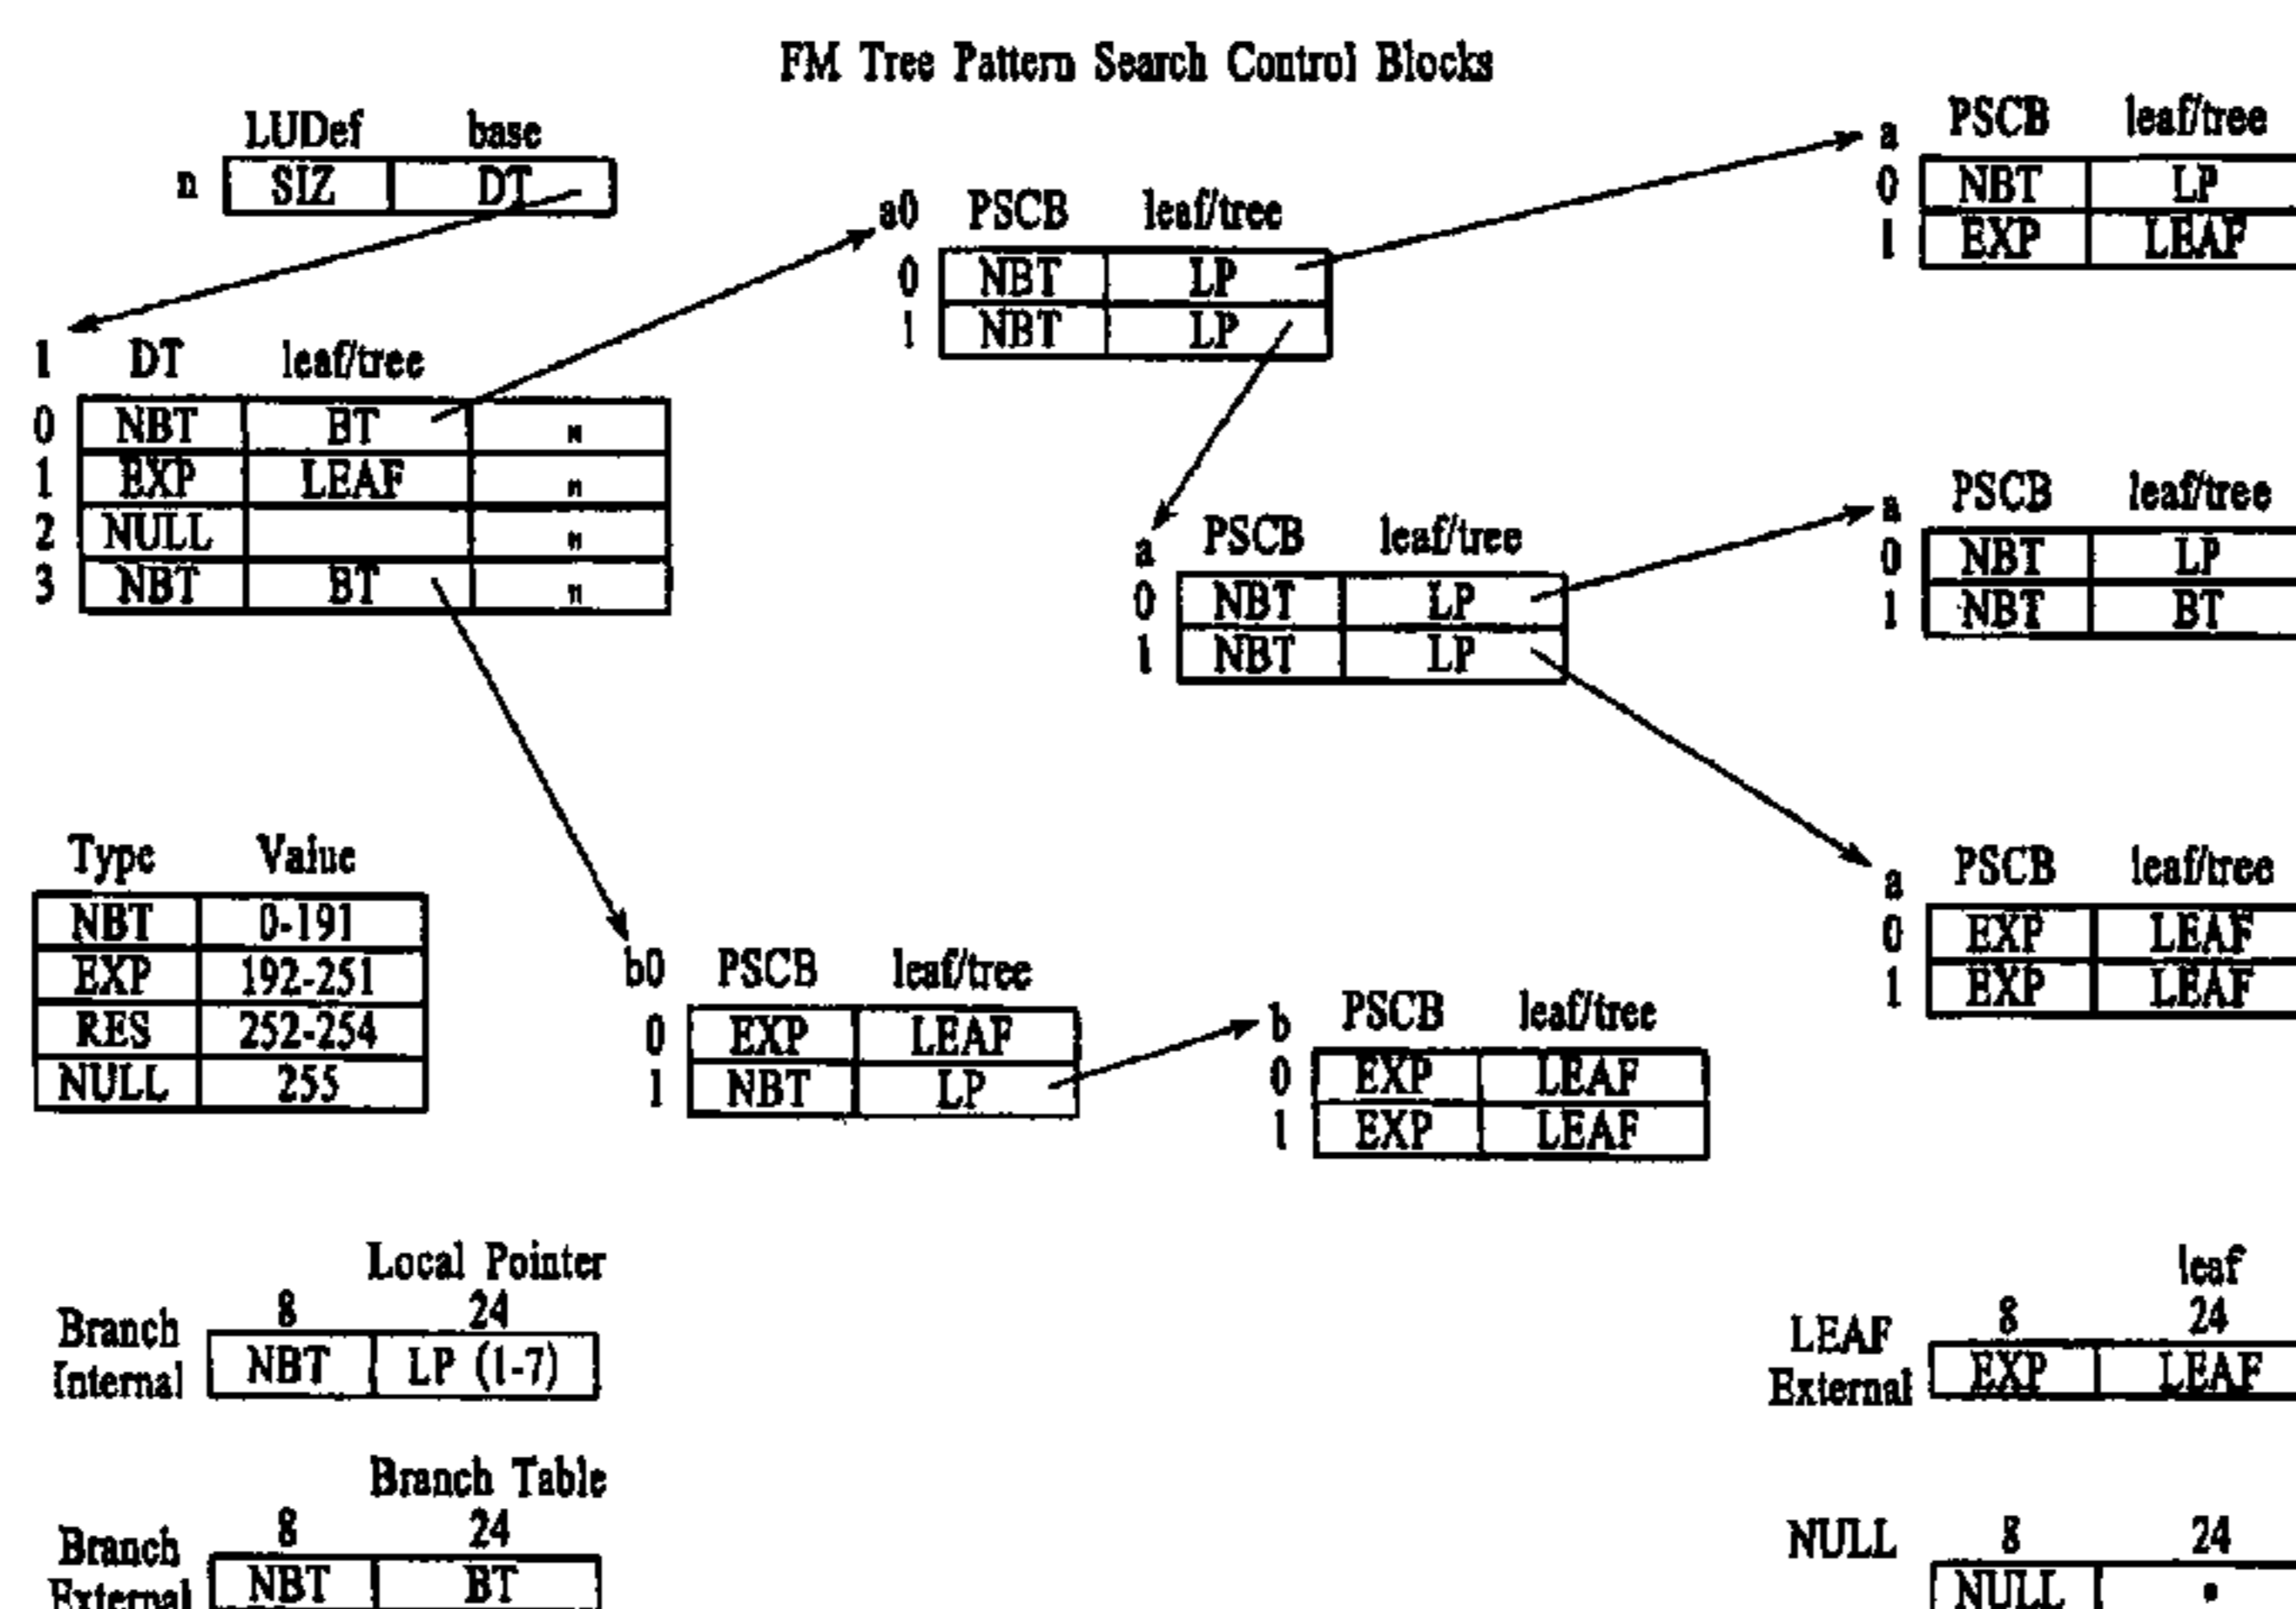 FM Tree Pattern Search Control Blocks
LUDef base
n SIZ DT
1 DT leaf/tree
0 NBT BT "
1 EXP LEAF "
2 NULL "
3 NBT BT "
a0 PSCB leaf/tree
0 NBT LP
1 NBT LP
a PSCB leaf/tree
0 NBT LP
1 EXP LEAF
a PSCB leaf/tree
0 NBT LP
1 NBT LP
a PSCB leaf/tree
0 NBT LP
1 NBT BT
a PSCB leaf/tree
0 EXP LEAF
1 EXP LEAF
Type Value
NBT 0-191
EXP 192-251
RES 252-254
NULL 255
b0 PSCB leaf/tree
0 EXP LEAF
1 NBT LP
b PSCB leaf/tree
0 EXP LEAF
1 EXP LEAF
Local Pointer
8 24
Branch Internal
NBT LP (1-7)
leaf
8 24
LEAF External
EXP LEAF
Branch Table
8 24
Branch External
NBT BT
NULL 8 24
NULL •